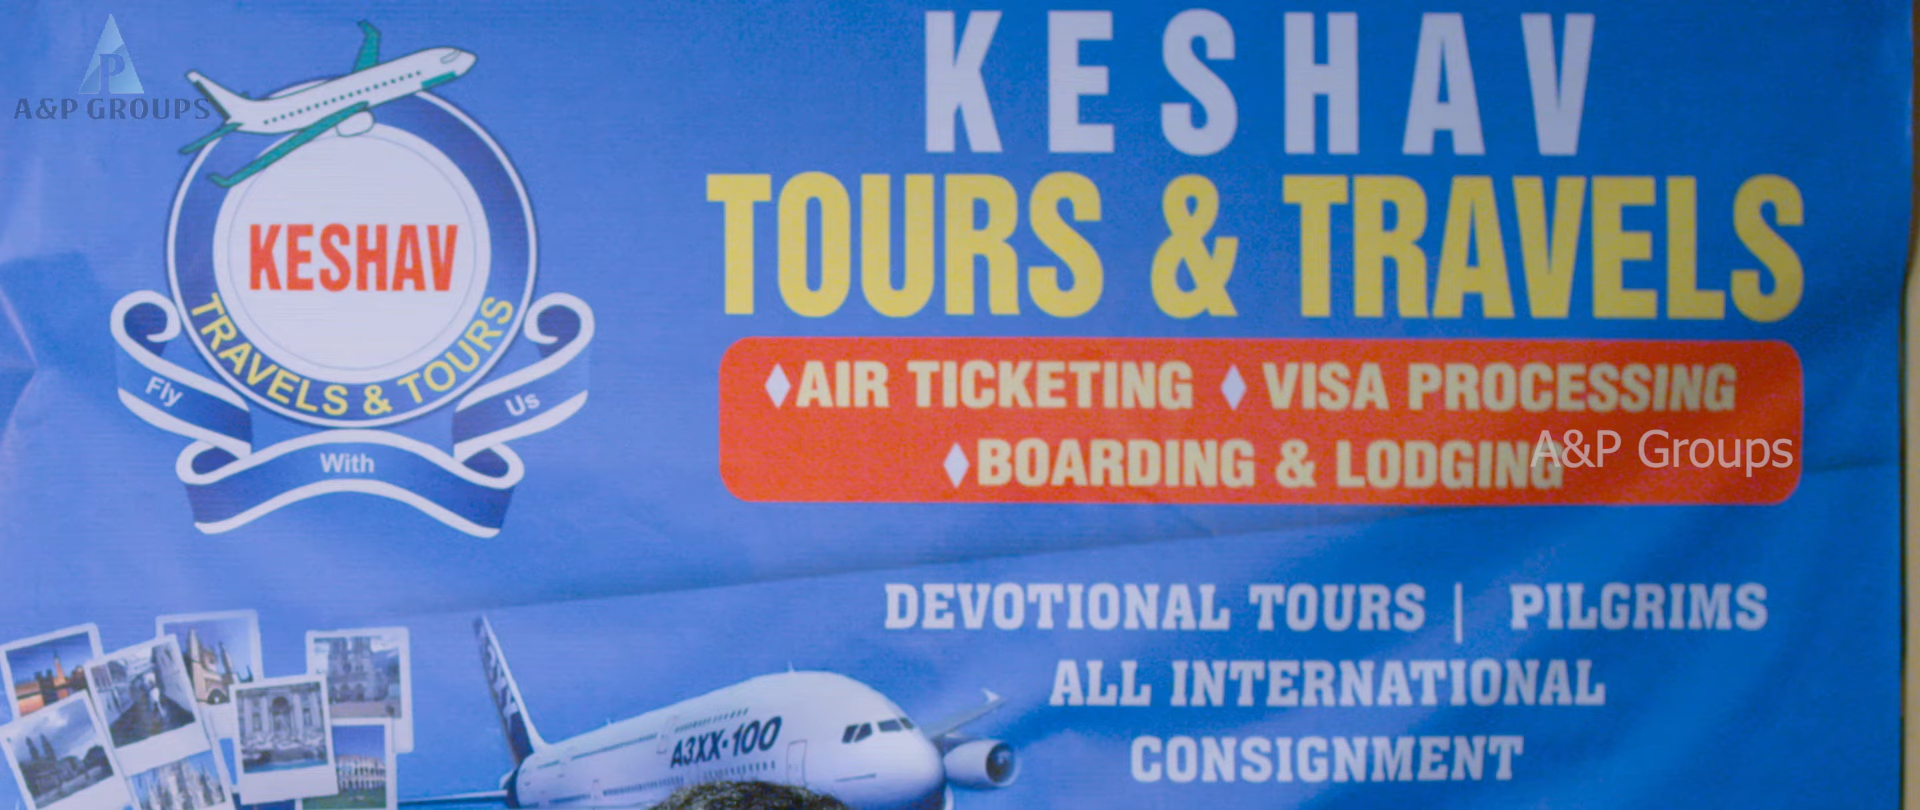 A&P GROUPS
KESHAV
TRAVELS & TOURS
Fly With Us
KESHAV
TOURS & TRAVELS
AIR TICKETING VISA PROCESSING
BOARDING & LODGING
A&P Groups
DEVOTIONAL TOURS | PILGRIMS
ALL INTERNATIONAL
CONSIGNMENT
A3XX-100